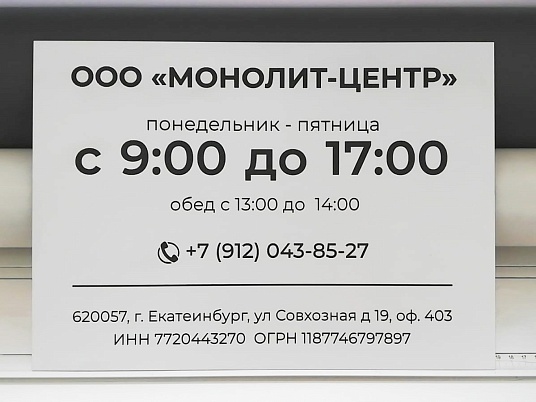 ООО «МОНОЛИТ-ЦЕНТР»
понедельник - пятница
с 9:00 до 17:00
обед с 13:00 до 14:00
+7 (912) 043-85-27
620057, г. Екатеинбург, ул Совхозная д 19, оф. 403
ИНН 7720443270 ОГРН 1187746797897